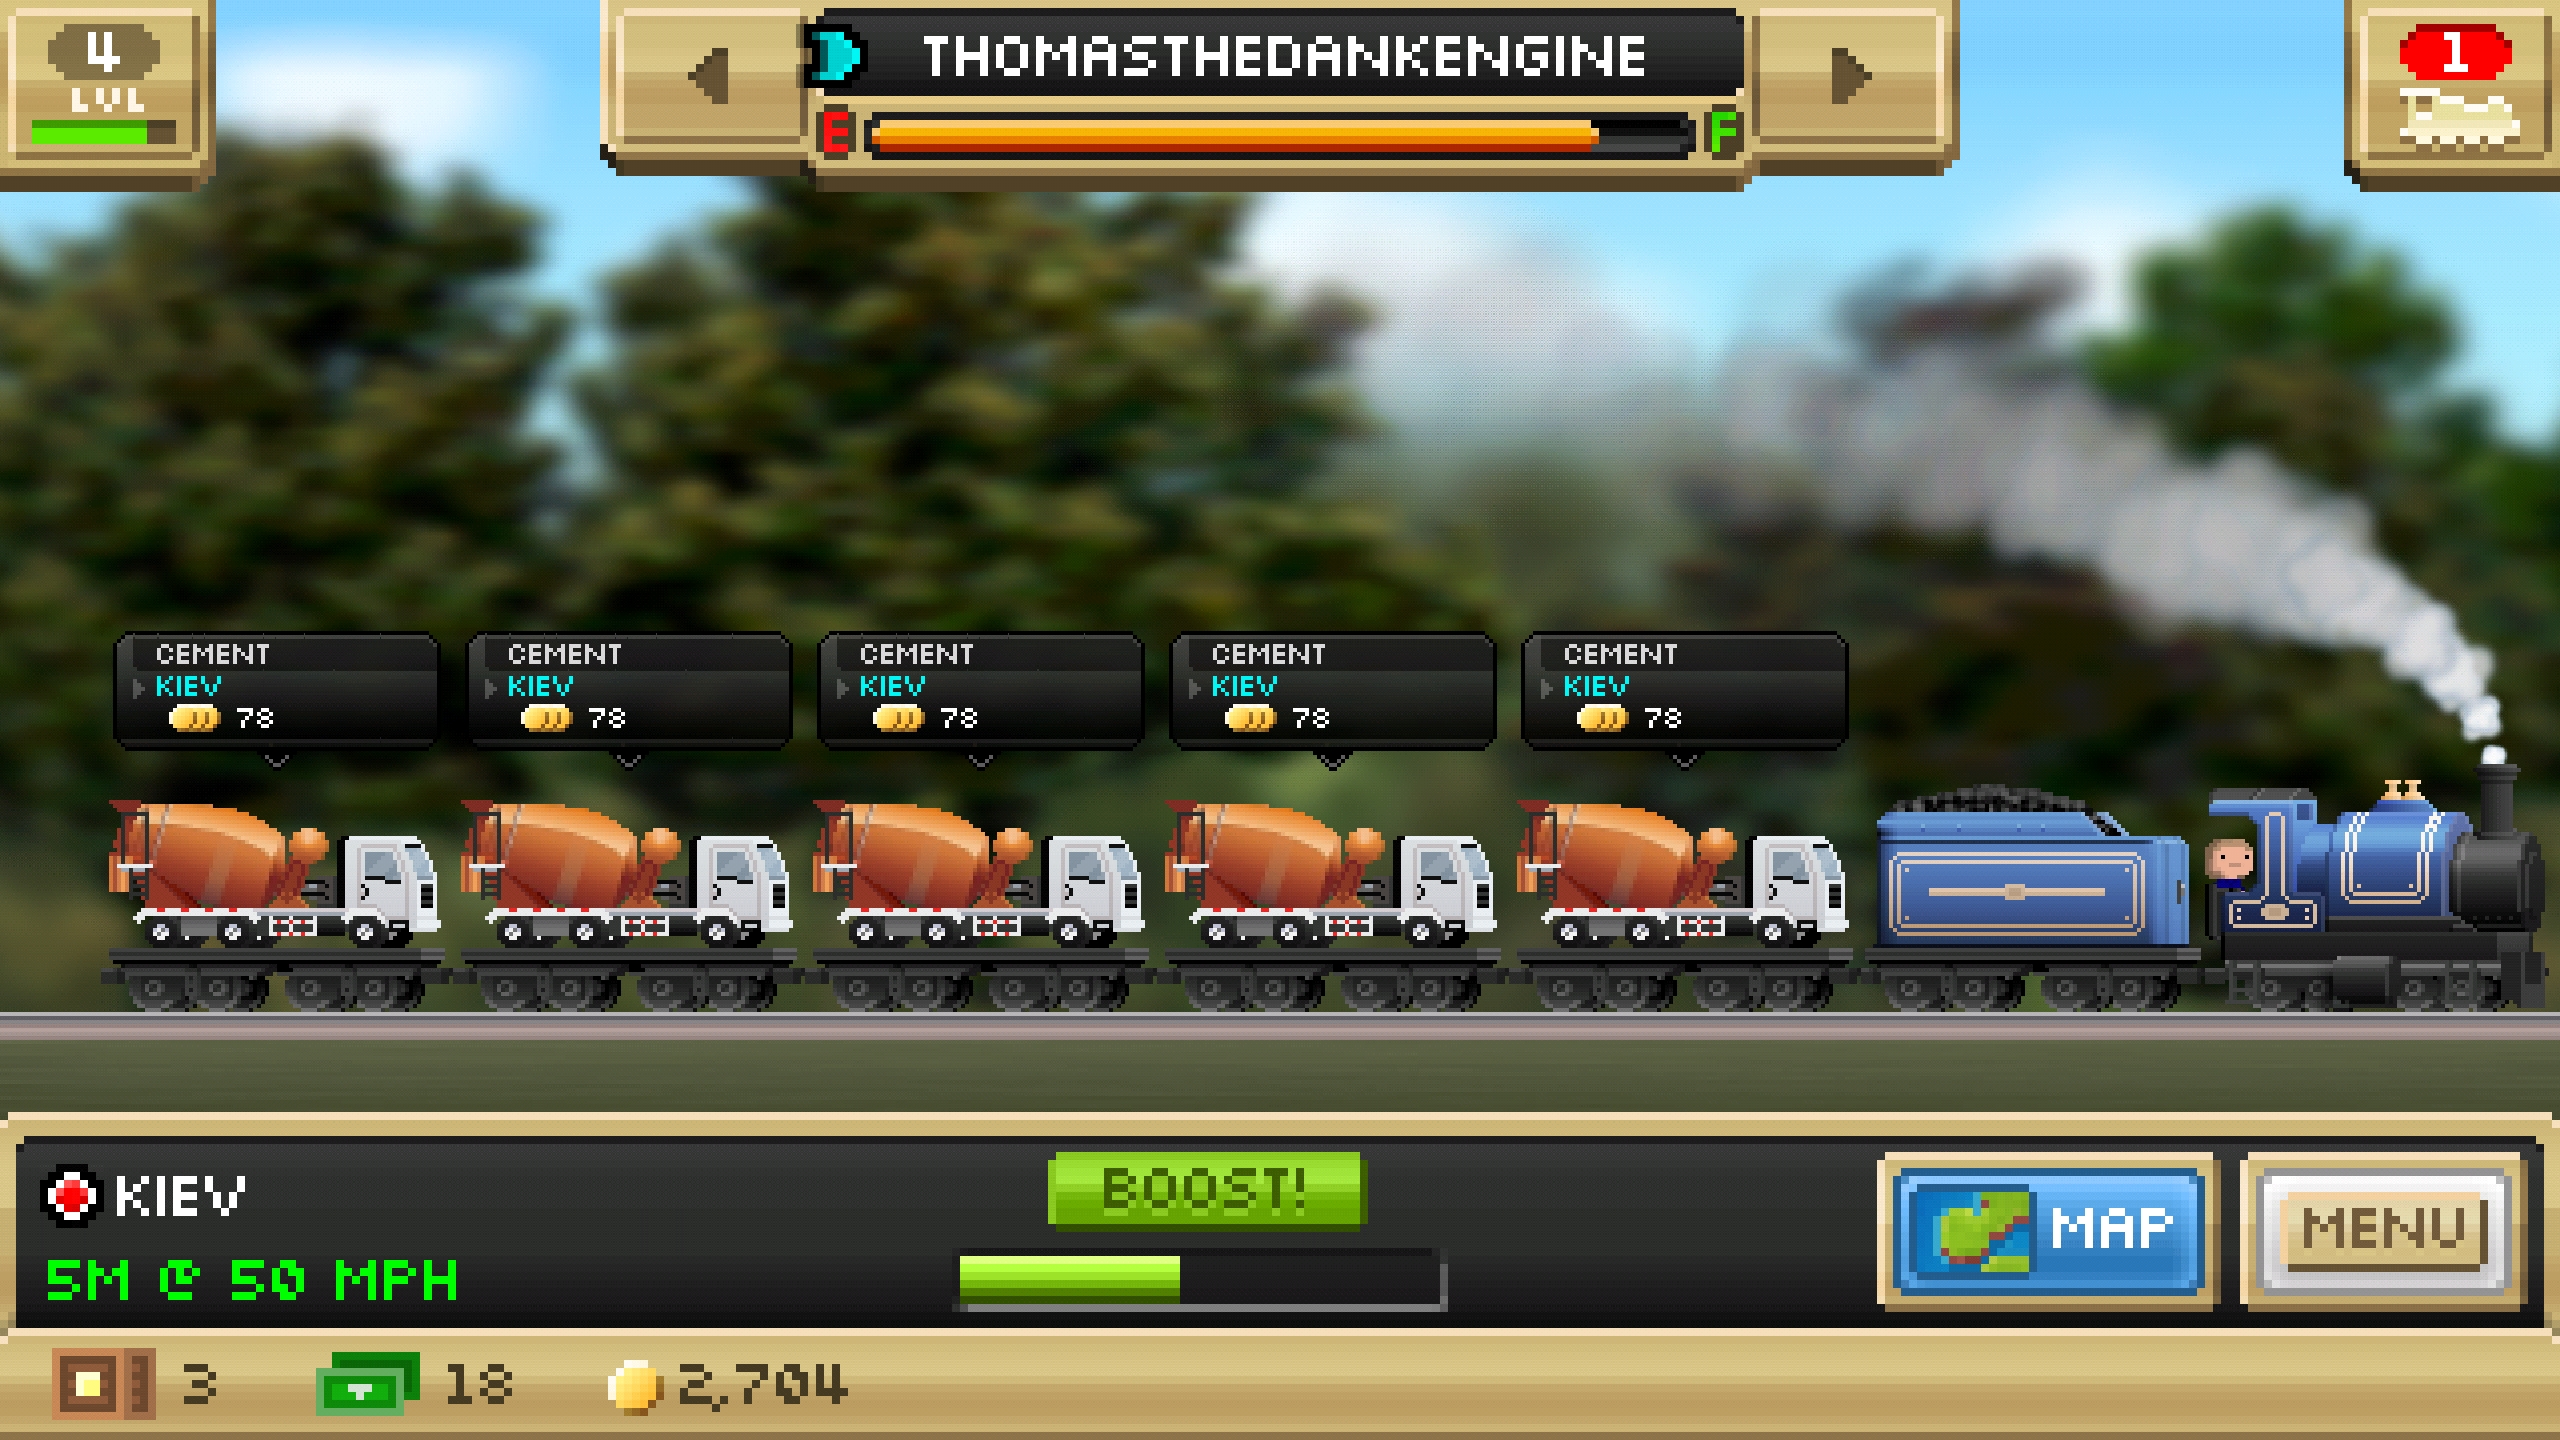 4
LVL
THOMASTHEDANKENGINE
E
F
1
CEMENT
KIEV
78
CEMENT
KIEV
78
CEMENT
KIEV
78
CEMENT
KIEV
78
CEMENT
KIEV
78
KIEV
5M @ 50 MPH
BOOST!
MAP
MENU
3
18
2,704